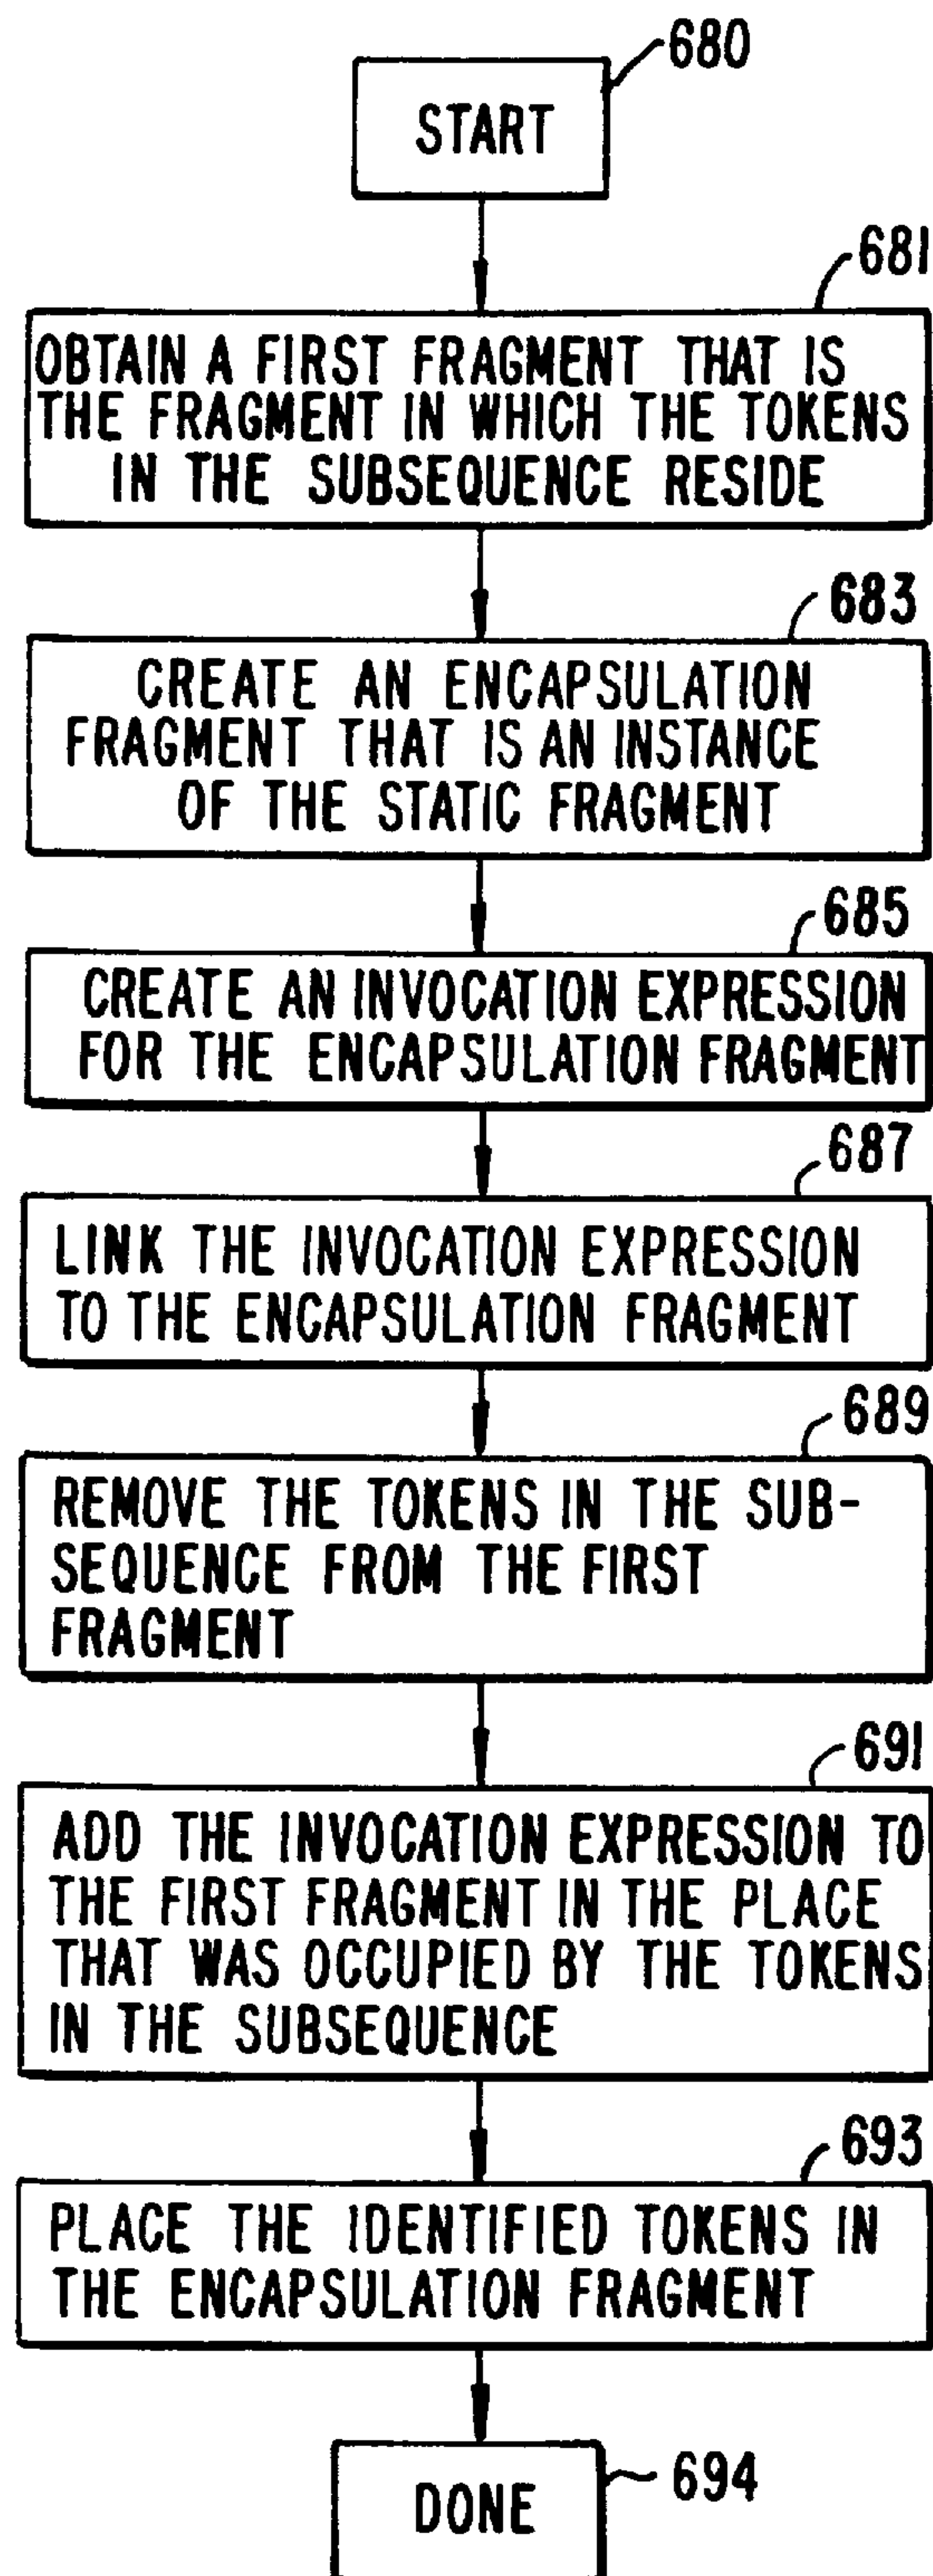 680
START
681
OBTAIN A FIRST FRAGMENT THAT IS
THE FRAGMENT IN WHICH THE TOKENS
IN THE SUBSEQUENCE RESIDE
683
CREATE AN ENCAPSULATION
FRAGMENT THAT IS AN INSTANCE
OF THE STATIC FRAGMENT
685
CREATE AN INVOCATION EXPRESSION
FOR THE ENCAPSULATION FRAGMENT
687
LINK THE INVOCATION EXPRESSION
TO THE ENCAPSULATION FRAGMENT
689
REMOVE THE TOKENS IN THE SUB-
SEQUENCE FROM THE FIRST
FRAGMENT
691
ADD THE INVOCATION EXPRESSION TO
THE FIRST FRAGMENT IN THE PLACE
THAT WAS OCCUPIED BY THE TOKENS
IN THE SUBSEQUENCE
693
PLACE THE IDENTIFIED TOKENS IN
THE ENCAPSULATION FRAGMENT
694
DONE